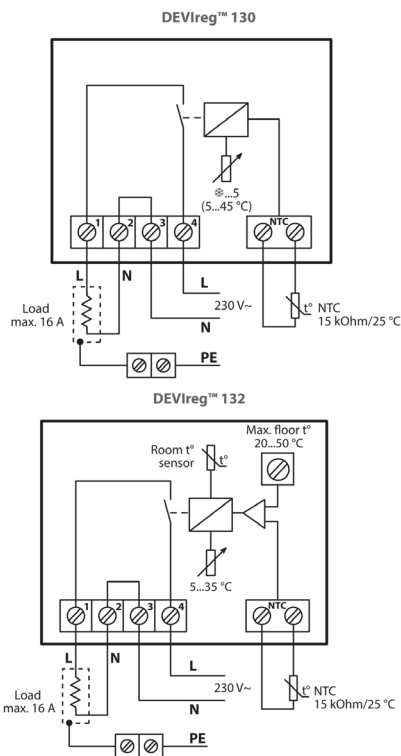 DEVIreg™ 130
❄...5
(5...45 °C)
1 2 3 4 NTC
L N
L
230 V~
N
Load
max. 16 A
t° NTC
15 kOhm/25 °C
PE
DEVIreg™ 132
Max. floor t°
20...50 °C
Room t°
sensor
t°
5...35 °C
1 2 3 4 NTC
L N
L
230 V~
N
Load
max. 16 A
t° NTC
15 kOhm/25 °C
PE